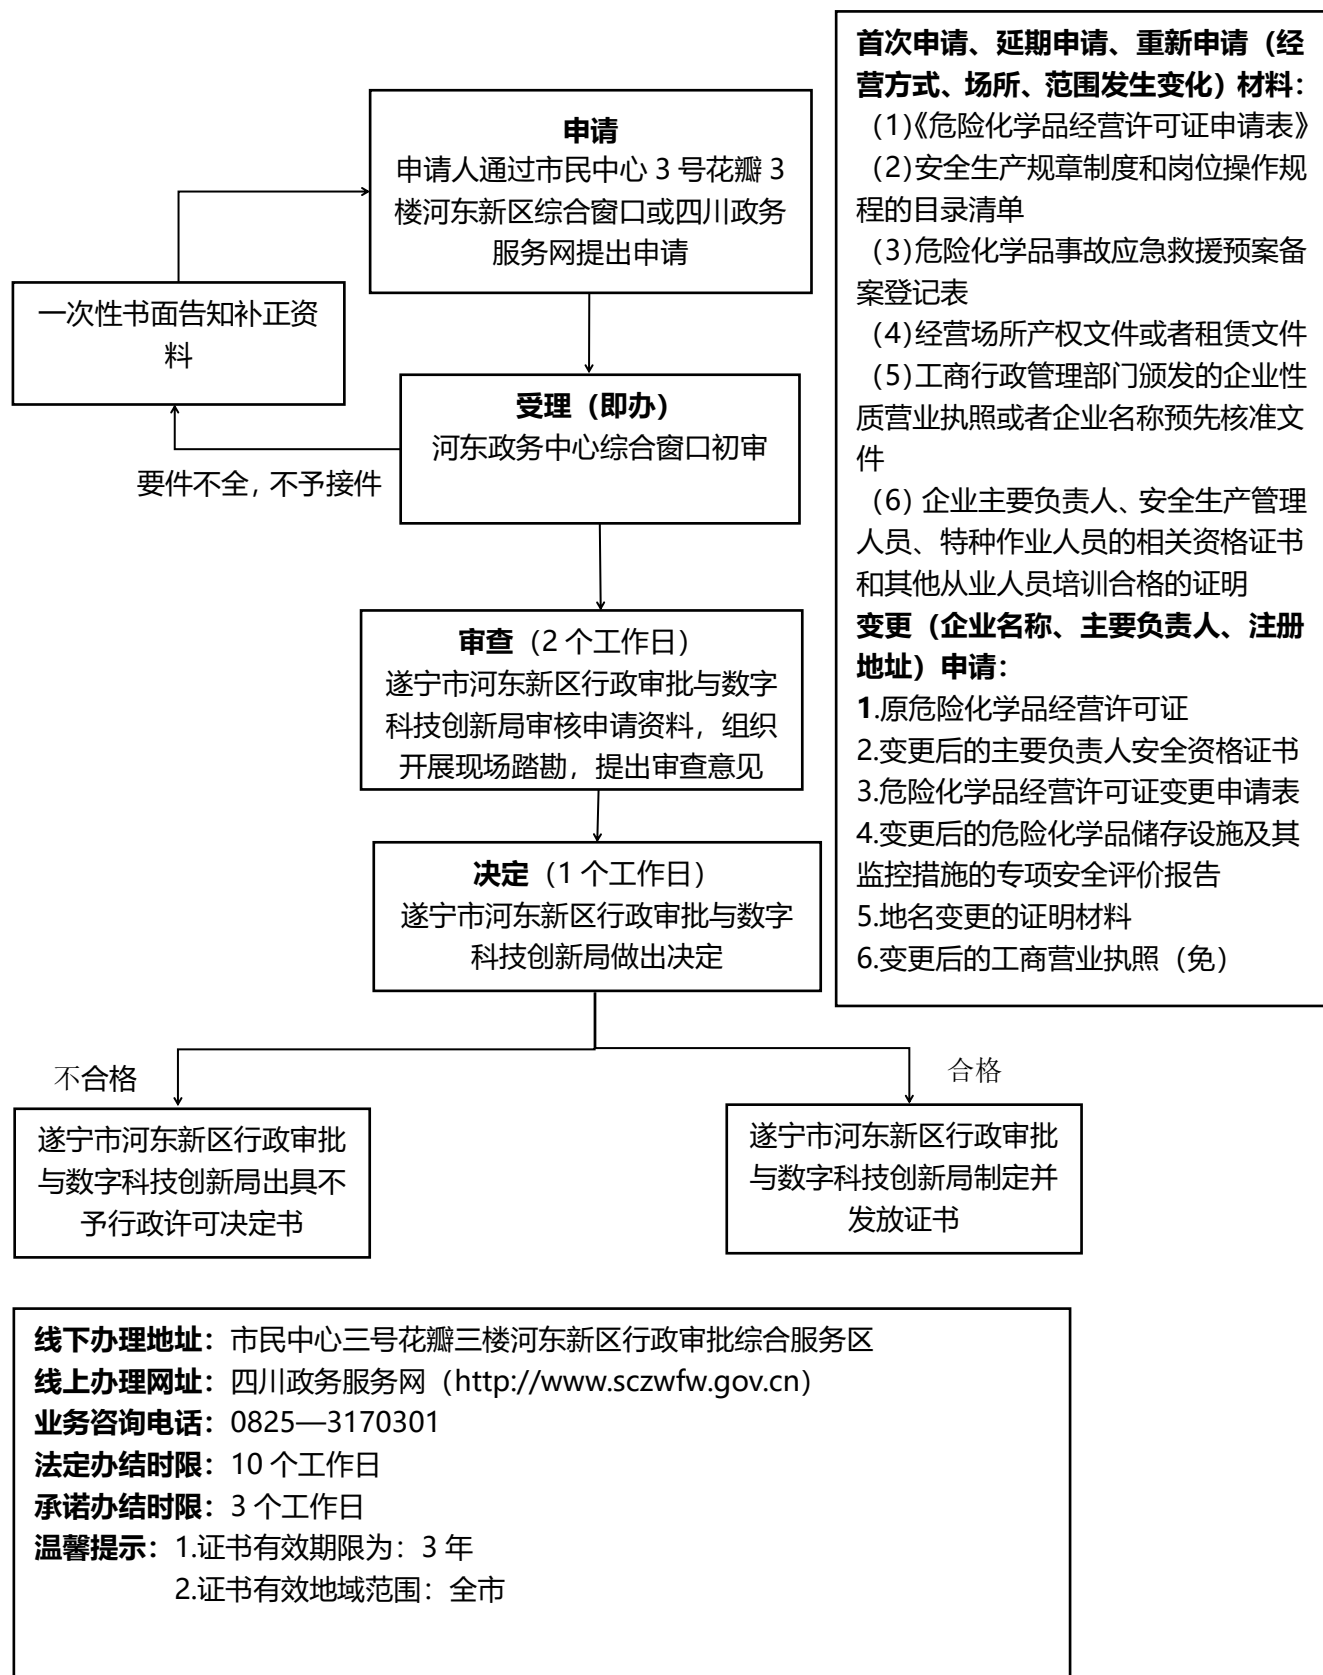 申请
申请人通过市民中心 3 号花瓣 3
楼河东新区综合窗口或四川政务
服务网提出申请
一次性书面告知补正资
料
受理（即办）
河东政务中心综合窗口初审
要件不全，不予接件
审查（2 个工作日）
遂宁市河东新区行政审批与数字
科技创新局审核申请资料，组织
开展现场踏勘，提出审查意见
决定（1 个工作日）
遂宁市河东新区行政审批与数字
科技创新局做出决定
不合格
合格
遂宁市河东新区行政审批
与数字科技创新局出具不
予行政许可决定书
遂宁市河东新区行政审批
与数字科技创新局制定并
发放证书
首次申请、延期申请、重新申请（经
营方式、场所、范围发生变化）材料：
（1）《危险化学品经营许可证申请表》
（2）安全生产规章制度和岗位操作规
程的目录清单
（3）危险化学品事故应急救援预案备
案登记表
（4）经营场所产权文件或者租赁文件
（5）工商行政管理部门颁发的企业性
质营业执照或者企业名称预先核准文
件
（6）企业主要负责人、安全生产管理
人员、特种作业人员的相关资格证书
和其他从业人员培训合格的证明
变更（企业名称、主要负责人、注册
地址）申请：
1.原危险化学品经营许可证
2.变更后的主要负责人安全资格证书
3.危险化学品经营许可证变更申请表
4.变更后的危险化学品储存设施及其
监控措施的专项安全评价报告
5.地名变更的证明材料
6.变更后的工商营业执照（免）
线下办理地址：市民中心三号花瓣三楼河东新区行政审批综合服务区
线上办理网址：四川政务服务网（http://www.sczwfw.gov.cn）
业务咨询电话：0825—3170301
法定办结时限：10 个工作日
承诺办结时限：3 个工作日
温馨提示：1.证书有效期限为：3 年
2.证书有效地域范围：全市